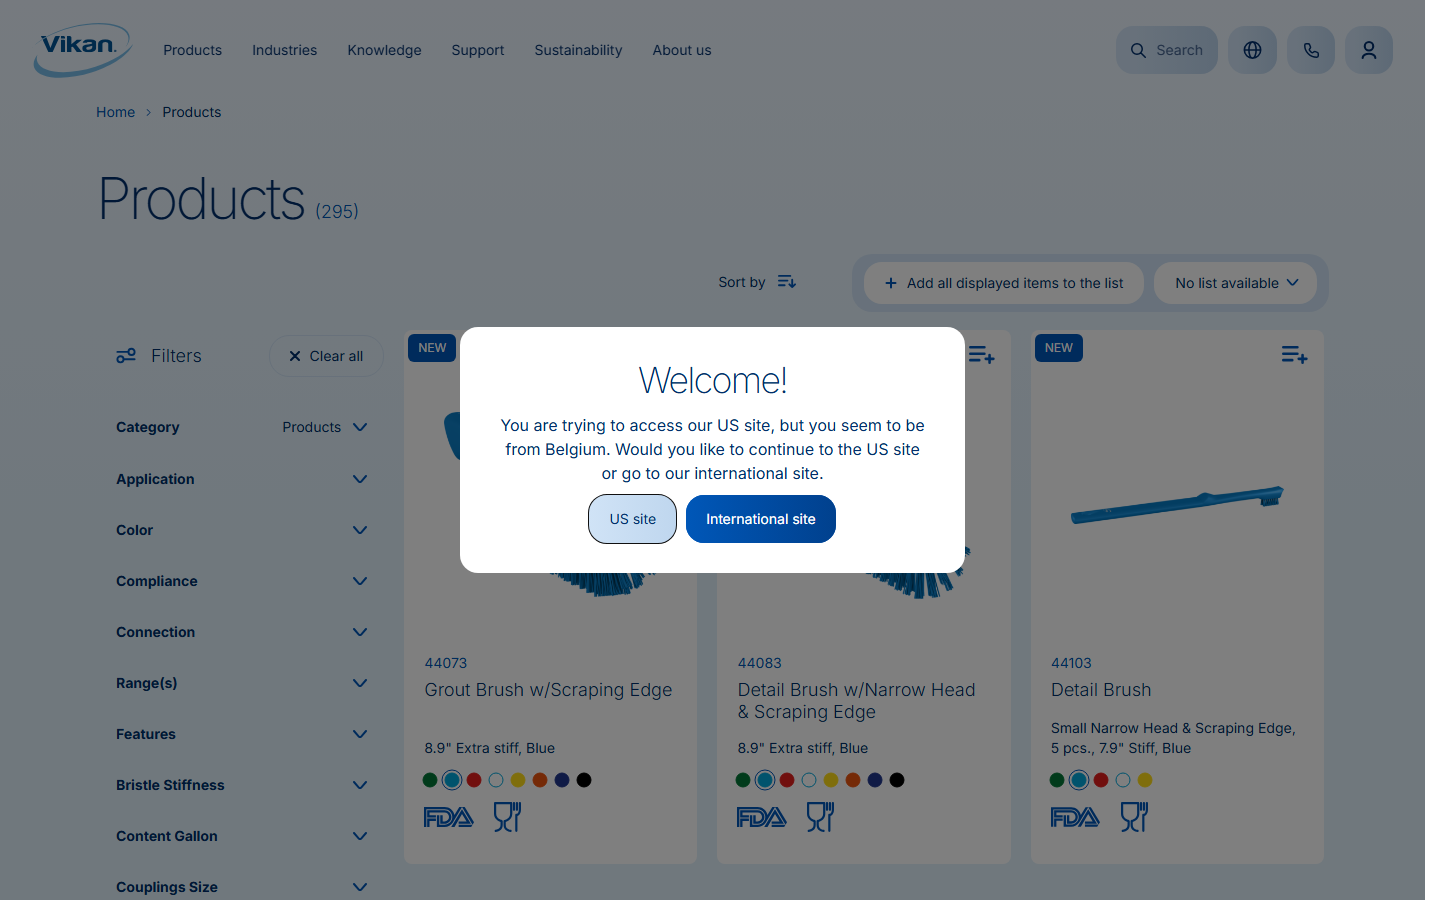 Vikan
Products
Industries
Knowledge
Support
Sustainability
About us
Search
Home
Products
Products (295)
Sort by
Add all displayed items to the list
No list available
Filters
Clear all
Category
Products
Application
Color
Compliance
Connection
Range(s)
Features
Bristle Stiffness
Content Gallon
Couplings Size
Welcome!
You are trying to access our US site, but you seem to be
from Belgium. Would you like to continue to the US site
or go to our international site.
US site
International site
NEW
44073
Grout Brush w/Scraping Edge
8.9" Extra stiff, Blue
FDA
44083
Detail Brush w/Narrow Head
& Scraping Edge
8.9" Extra stiff, Blue
FDA
NEW
44103
Detail Brush
Small Narrow Head & Scraping Edge,
5 pcs., 7.9" Stiff, Blue
FDA